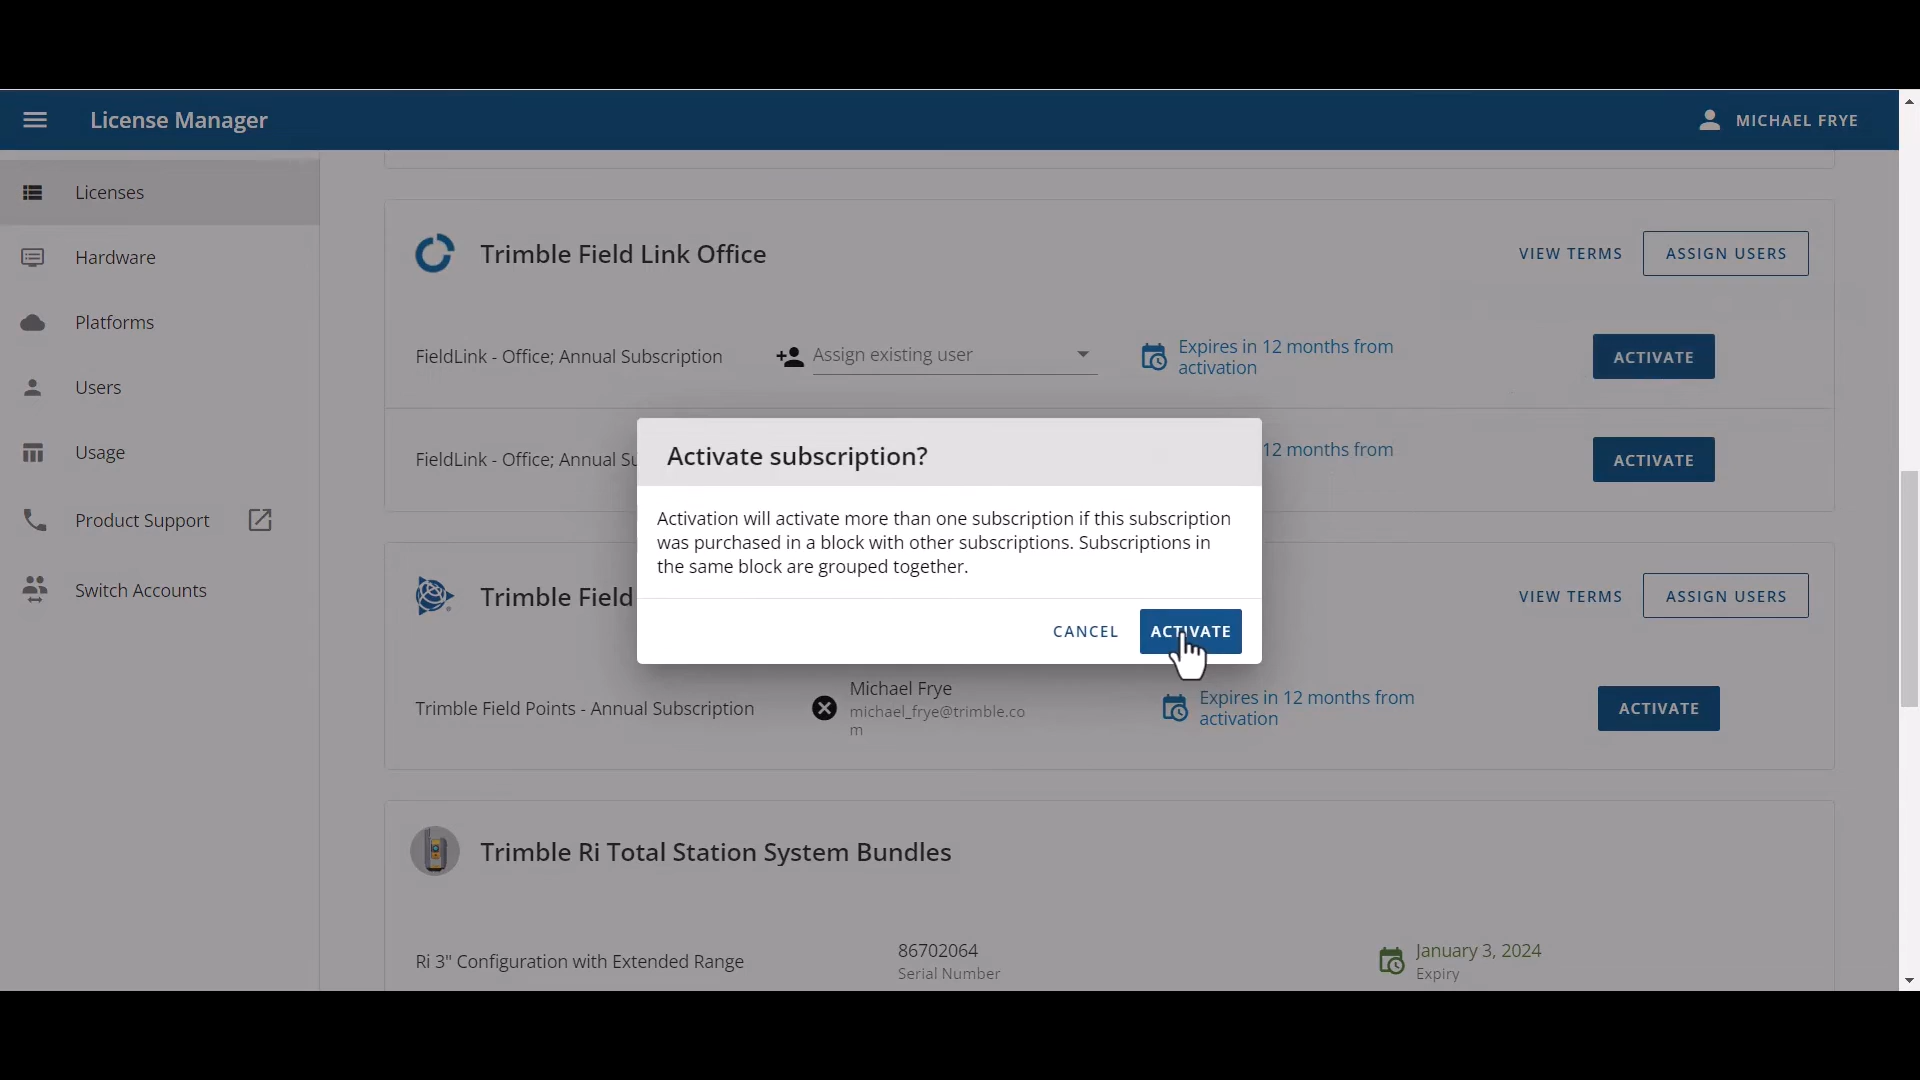 License Manager
MICHAEL FRYE
Licenses
Hardware
Platforms
Users
Usage
Product Support
Switch Accounts
Trimble Field Link Office
VIEW TERMS
ASSIGN USERS
FieldLink - Office; Annual Subscription
Assign existing user
Expires in 12 months from
activation
ACTIVATE
FieldLink - Office; Annual Su
12 months from
ACTIVATE
Activate subscription?
Activation will activate more than one subscription if this subscription
was purchased in a block with other subscriptions. Subscriptions in
the same block are grouped together.
CANCEL
ACTIVATE
Trimble Field
VIEW TERMS
ASSIGN USERS
Trimble Field Points - Annual Subscription
Michael Frye
michael_frye@trimble.co
m
Expires in 12 months from
activation
ACTIVATE
Trimble Ri Total Station System Bundles
Ri 3" Configuration with Extended Range
86702064
Serial Number
January 3, 2024
Expiry